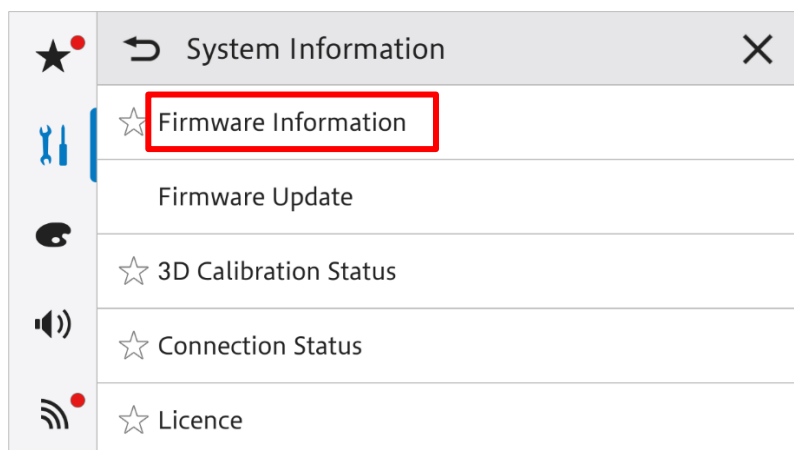 System Information
Firmware Information
Firmware Update
3D Calibration Status
Connection Status
Licence